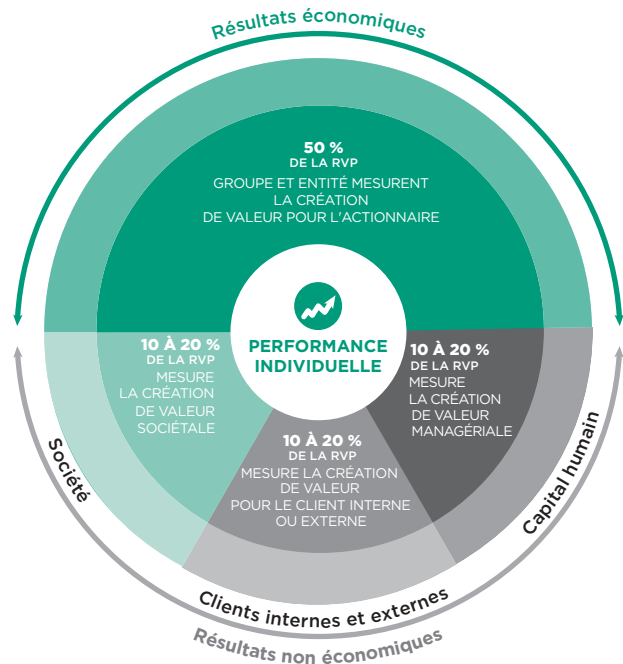 Résultats économiques
50 %
DE LA RVP
GROUPE ET ENTITÉ MESURENT
LA CRÉATION
DE VALEUR POUR L'ACTIONNAIRE
PERFORMANCE
INDIVIDUELLE
10 À 20 %
DE LA RVP
MESURE
LA CRÉATION
DE VALEUR
SOCIÉTALE
10 À 20 %
DE LA RVP
MESURE
LA CRÉATION
DE VALEUR
MANAGÉRIALE
10 À 20 %
DE LA RVP
MESURE LA CRÉATION
DE VALEUR
POUR LE CLIENT INTERNE
OU EXTERNE
Société
Capital humain
Clients internes et externes
Résultats non économiques